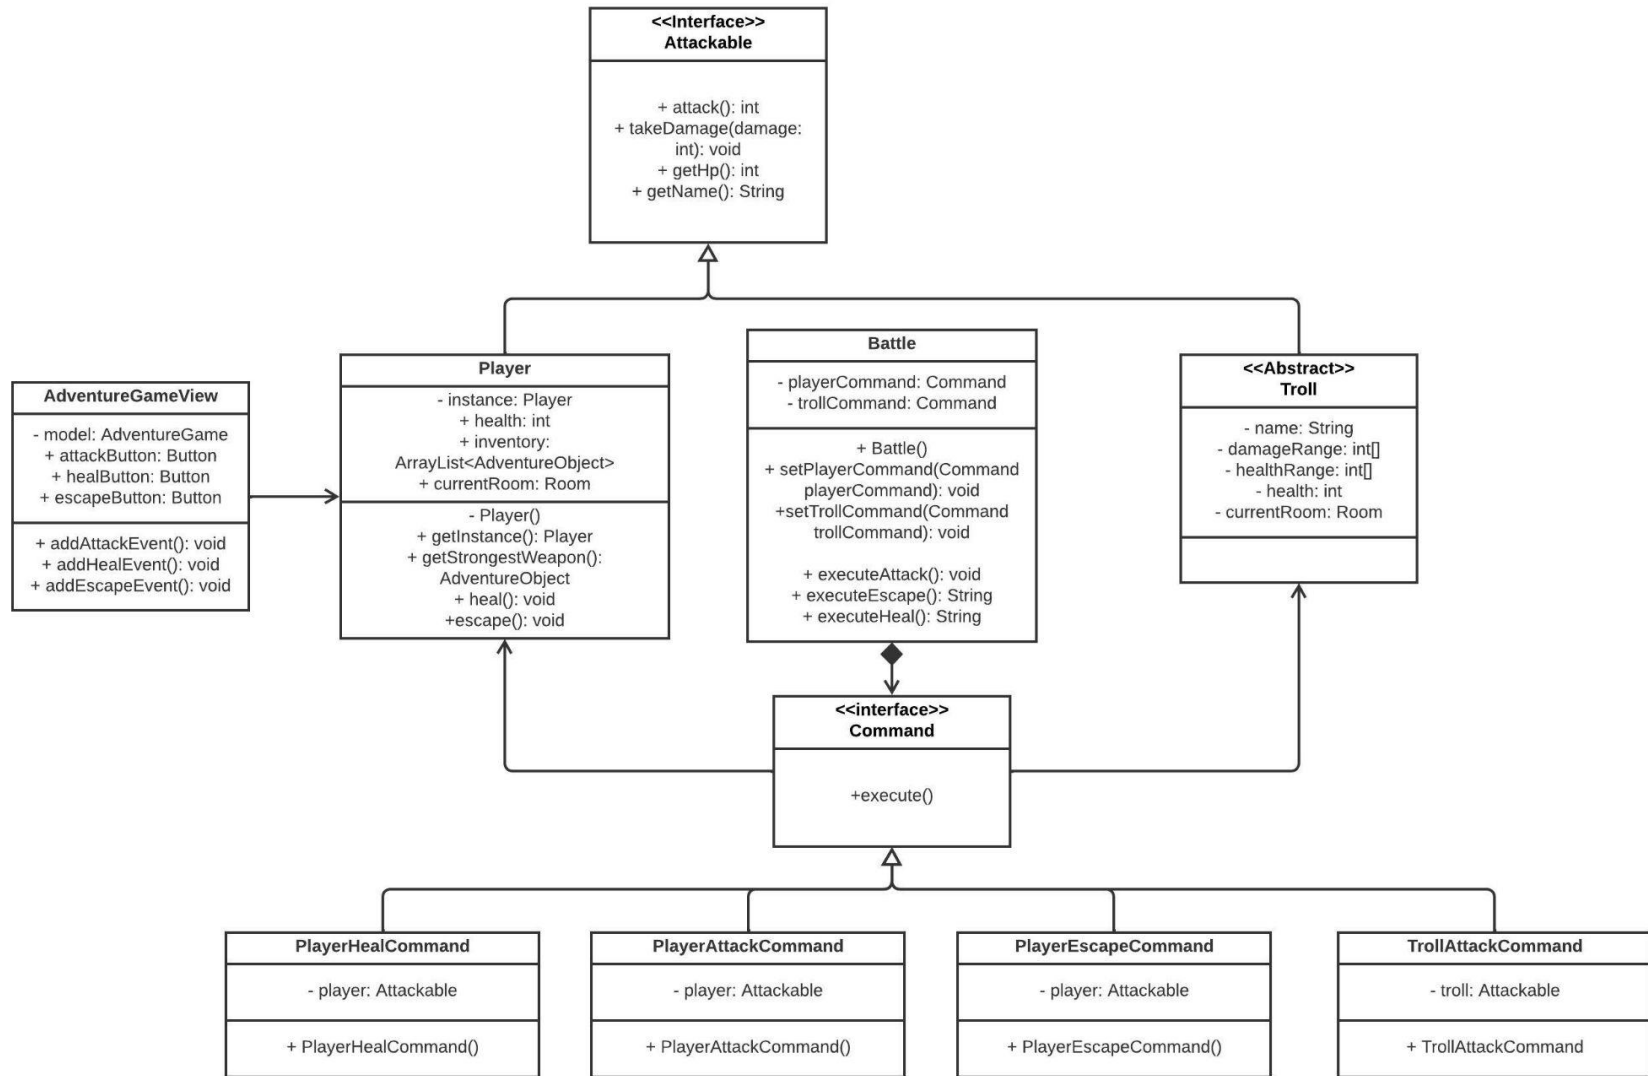 <<Interface>>
Attackable
+ attack(): int
+ takeDamage(damage:
int): void
+ getHp(): int
+ getName(): String
AdventureGameView
- model: AdventureGame
+ attackButton: Button
+ healButton: Button
+ escapeButton: Button
+ addAttackEvent(): void
+ addHealEvent(): void
+ addEscapeEvent(): void
Player
- instance: Player
+ health: int
+ inventory:
ArrayList<AdventureObject>
+ currentRoom: Room
- Player()
+ getInstance(): Player
+ getStrongestWeapon():
AdventureObject
+ heal(): void
+escape(): void
Battle
- playerCommand: Command
- trollCommand: Command
+ Battle()
+ setPlayerCommand(Command
playerCommand): void
+setTrollCommand(Command
trollCommand): void
+ executeAttack(): void
+ executeEscape(): String
+ executeHeal(): String
<<Abstract>>
Troll
- name: String
- damageRange: int[]
- healthRange: int[]
- health: int
- currentRoom: Room
<<interface>>
Command
+execute()
PlayerHealCommand
- player: Attackable
+ PlayerHealCommand()
PlayerAttackCommand
- player: Attackable
+ PlayerAttackCommand()
PlayerEscapeCommand
- player: Attackable
+ PlayerEscapeCommand()
TrollAttackCommand
- troll: Attackable
+ TrollAttackCommand